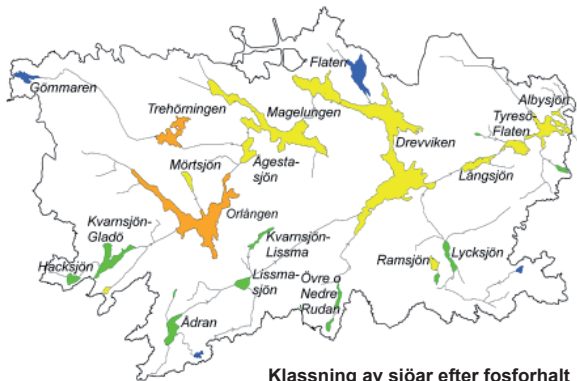 Flaten
Gömmaren
Albysjön
Trehörningen
Magelungen
Tyresö-
Flaten
Drevviken
Mörtsjön
Ågesta-
sjön
Långsjön
Orlången
Kvarnsjön-
Gladö
Kvarnsjön-
Lissma
Lycksjön
Ramsjön
Hacksjön
Lissma-
sjön
Övre o
Nedre
Rudan
Ådran
Klassning av sjöar efter fosforhalt